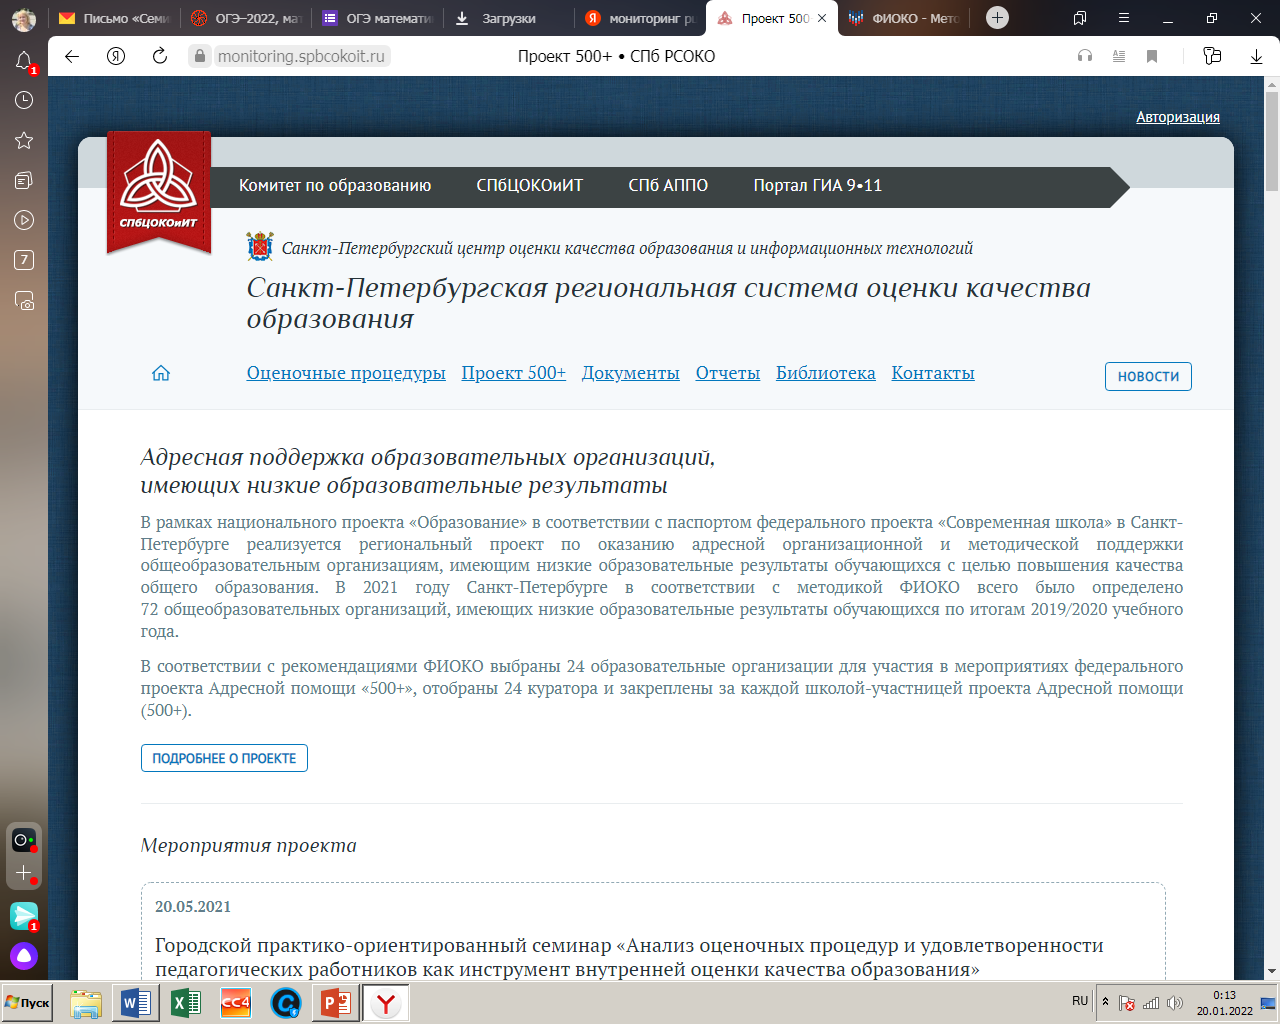 Письмо «Семи
ОГЭ–2022, мат
ОГЭ математи
Загрузки
мониторинг
Проект 500
ФИОКО - Мето
monitoring.spbcokoit.ru
Проект 500+ • СПб РСОКО
Авторизация
Комитет по образованию СПбЦОКОиИТ СПб АППО Портал ГИА 9•11
СПбЦОКОиИТ
Санкт-Петербургский центр оценки качества образования и информационных технологий
Санкт-Петербургская региональная система оценки качества
образования
Оценочные процедуры Проект 500+ Документы Отчеты Библиотека Контакты
НОВОСТИ
Адресная поддержка образовательных организаций,
имеющих низкие образовательные результаты
В рамках национального проекта «Образование» в соответствии с паспортом федерального проекта «Современная школа» в Санкт-
Петербурге реализуется региональный проект по оказанию адресной организационной и методической поддержки
общеобразовательным организациям, имеющим низкие образовательные результаты обучающихся с целью повышения качества
общего образования. В 2021 году Санкт-Петербурге в соответствии с методикой ФИОКО всего было определено
72 общеобразовательных организаций, имеющих низкие образовательные результаты обучающихся по итогам 2019/2020 учебного
года.
В соответствии с рекомендациями ФИОКО выбраны 24 образовательные организации для участия в мероприятиях федерального
проекта Адресной помощи «500+», отобраны 24 куратора и закреплены за каждой школой-участницей проекта Адресной помощи
(500+).
ПОДРОБНЕЕ О ПРОЕКТЕ
Мероприятия проекта
20.05.2021
Городской практико-ориентированный семинар «Анализ оценочных процедур и удовлетворенности
педагогических работников как инструмент внутренней оценки качества образования»
1
7
1
Пуск
CC4
RU
0:13
20.01.2022